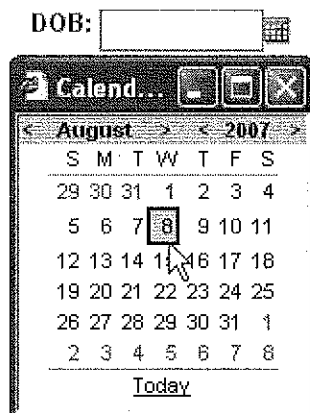 DOB:
Calend...
< August > < 2007 >
S M T W T F S
29 30 31 1 2 3 4
5 6 7 8 9 10 11
12 13 14 15 16 17 18
19 20 21 22 23 24 25
26 27 28 29 30 31 1
2 3 4 5 6 7 8
Today